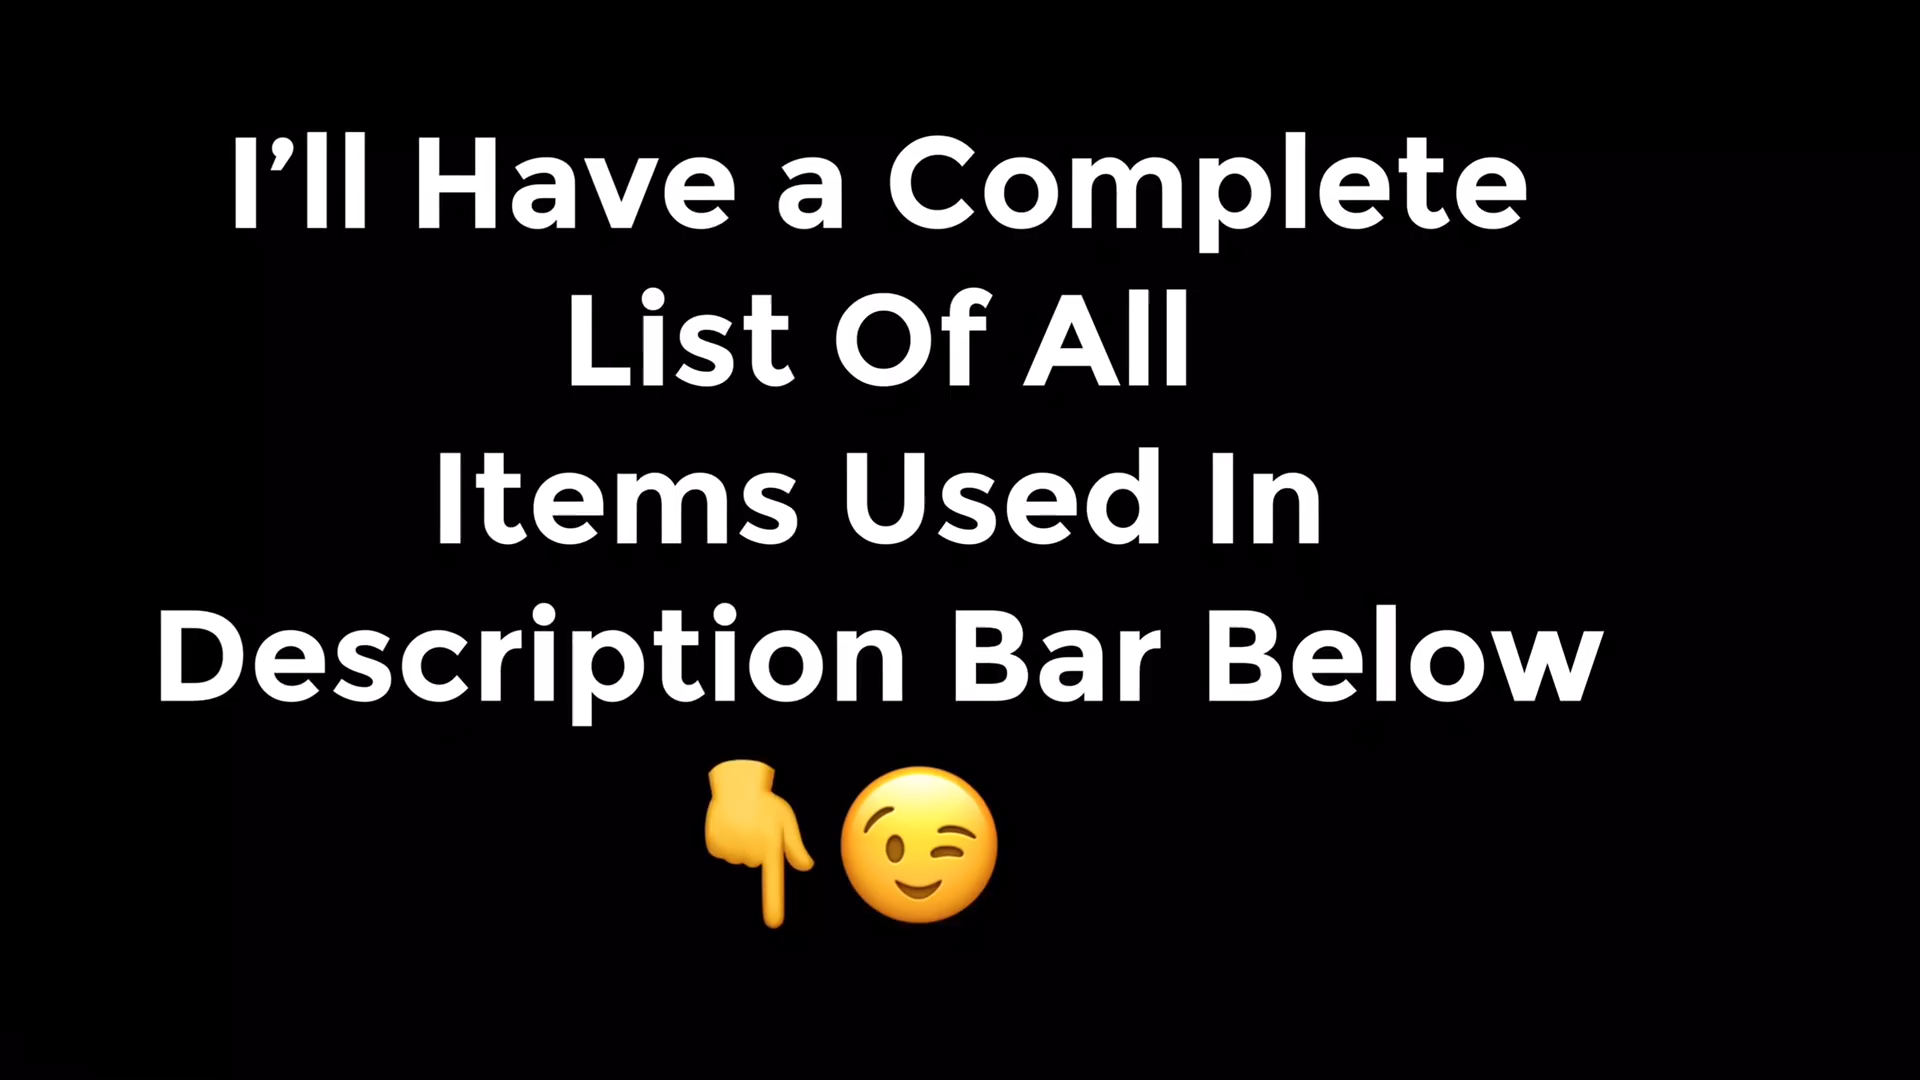 I’ll Have a Complete
List Of All
Items Used In
Description Bar Below
👇😉